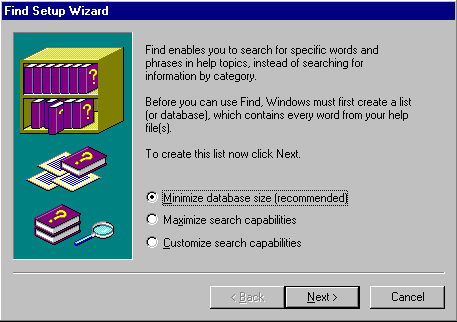 Find Setup Wizard
Find enables you to search for specific words and
phrases in help topics, instead of searching for
information by category.
Before you can use Find, Windows must first create a list
(or database), which contains every word from your help
file(s).
To create this list now click Next.
Minimize database size (recommended)
Maximize search capabilities
Customize search capabilities
< Back
Next >
Cancel